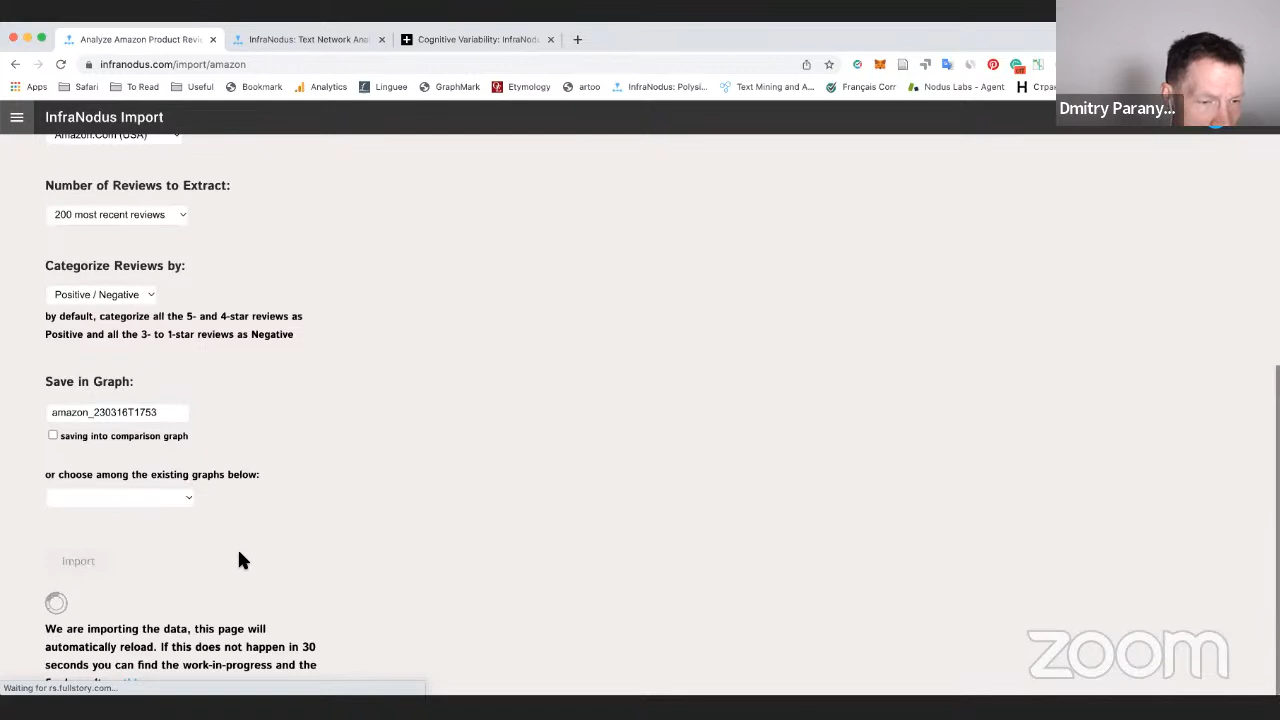 Analyze Amazon Product Revi
InfraNodus: Text Network Ana
Cognitive Variability: InfraNod
infranodus.com/import/amazon
Apps
Safari
To Read
Useful
Bookmark
Analytics
Linguee
GraphMark
Etymology
artoo
InfraNodus: Polysi...
Text Mining and A...
Français Corr
Nodus Labs - Agent
Dmitry Parany...
InfraNodus Import
Amazon.Com (USA)
Number of Reviews to Extract:
200 most recent reviews
Categorize Reviews by:
Positive / Negative
by default, categorize all the 5- and 4-star reviews as
Positive and all the 3- to 1-star reviews as Negative
Save in Graph:
amazon_230316T1753
saving into comparison graph
or choose among the existing graphs below:
Import
We are importing the data, this page will
automatically reload. If this does not happen in 30
seconds you can find the work-in-progress and the
Waiting for rs.fullstory.com...
zoom